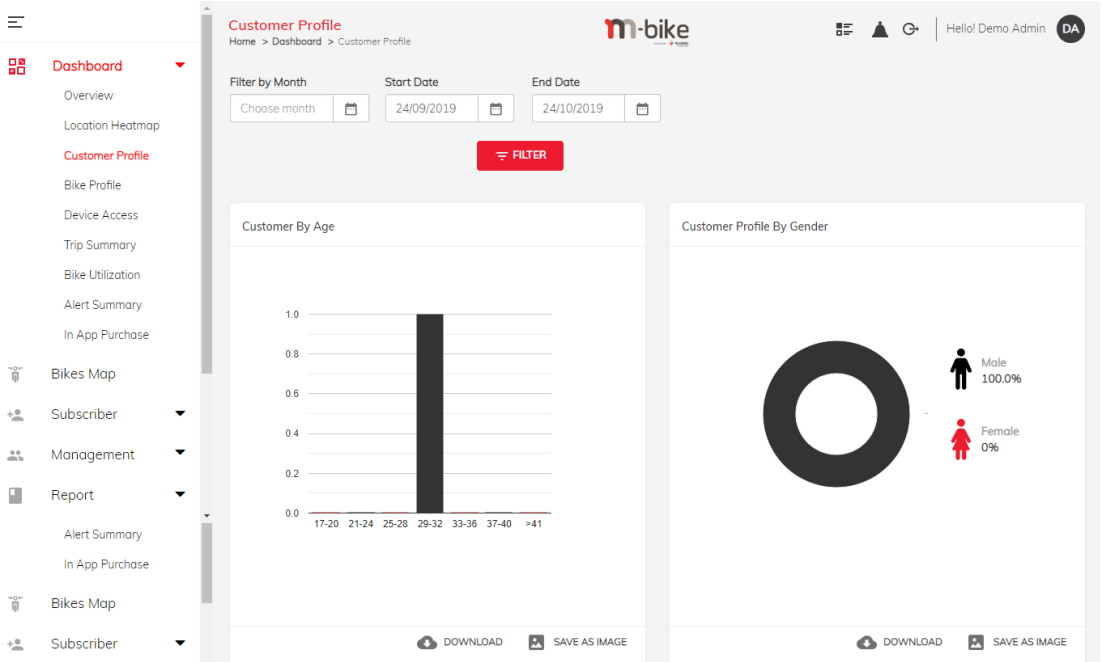 Customer Profile
Home > Dashboard > Customer Profile
m-bike
Hello! Demo Admin
DA
Dashboard
Overview
Location Heatmap
Customer Profile
Bike Profile
Device Access
Trip Summary
Bike Utilization
Alert Summary
In App Purchase
Bikes Map
Subscriber
Management
Report
Alert Summary
In App Purchase
Bikes Map
Subscriber
Filter by Month
Start Date
End Date
Choose month
24/09/2019
24/10/2019
FILTER
Customer By Age
1.0
0.8
0.6
0.4
0.2
0.0
17-20 21-24 25-28 29-32 33-36 37-40 >41
DOWNLOAD
SAVE AS IMAGE
Customer Profile By Gender
Male
100.0%
Female
0%
DOWNLOAD
SAVE AS IMAGE